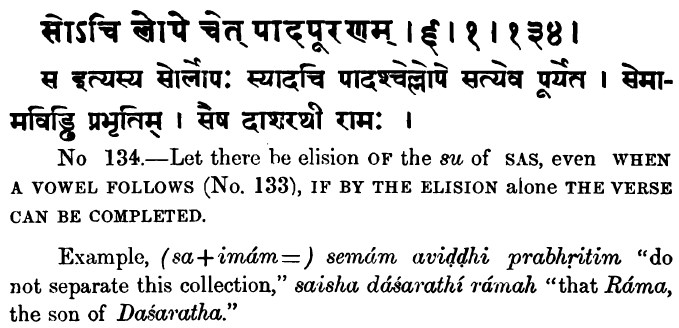 सोऽचि लोपे चेत् पादपूरणम् । ६ । १ । १३४ ।
स इत्यस्य सोर्लोपः स्यादचि पादश्चेल्लोपे सत्येव पूर्येत । सेमा-
मविड्ढि प्रभृतिम् । सैष दाशरथी रामः ।
No 134.—Let there be elision OF the su of SAS, even WHEN
A VOWEL FOLLOWS (No. 133), IF BY THE ELISION alone THE VERSE
CAN BE COMPLETED.
Example, (sa+imám=) semám aviḍḍhi prabhṛitim “do
not separate this collection,” saisha dáśarathí rámah “that Ráma,
the son of Daśaratha.”